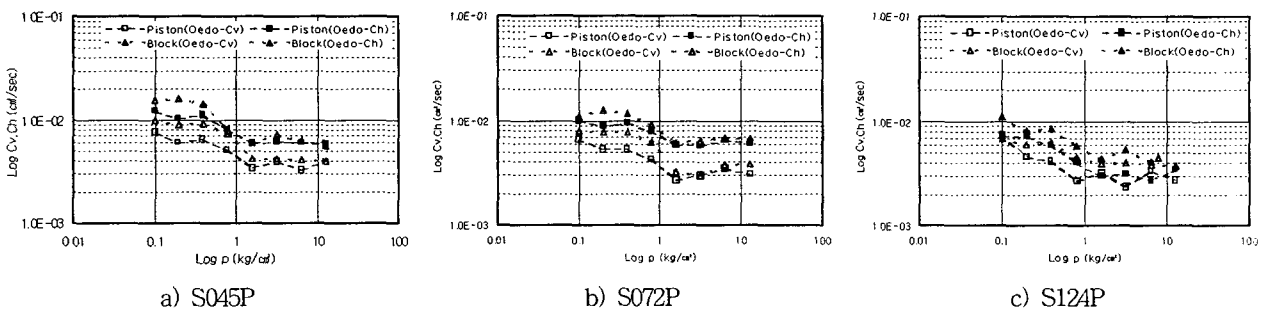 1.0E-01
Piston(Oedo-Cv) Piston(Oedo-Ch)
Block(Oedo-Cv) Block(Oedo-Ch)
1.0E-02
1.0E-03
Log Cv,Ch (㎠/sec)
0.01 0.1 1 10 100
Log p (kg/㎠)
a) S045P
1.0E-01
Piston(Oedo-Cv) Piston(Oedo-Ch)
Block(Oedo-Cv) Block(Oedo-Ch)
1.0E-02
1.0E-03
Log Cv,Ch (㎠/sec)
0.01 0.1 1 1.0 100
Log p (kg/㎠)
b) S072P
1.0E-01
Piston(Oedo-Cv) Piston(Oedo-Ch)
Block(Oedo-Cv) Block(Oedo-Ch)
1.0E-02
1.0E-03
Log Cv,Ch (㎠/sec)
0.01 0.1 1 10 100
Log p (kg/㎠)
c) S124P